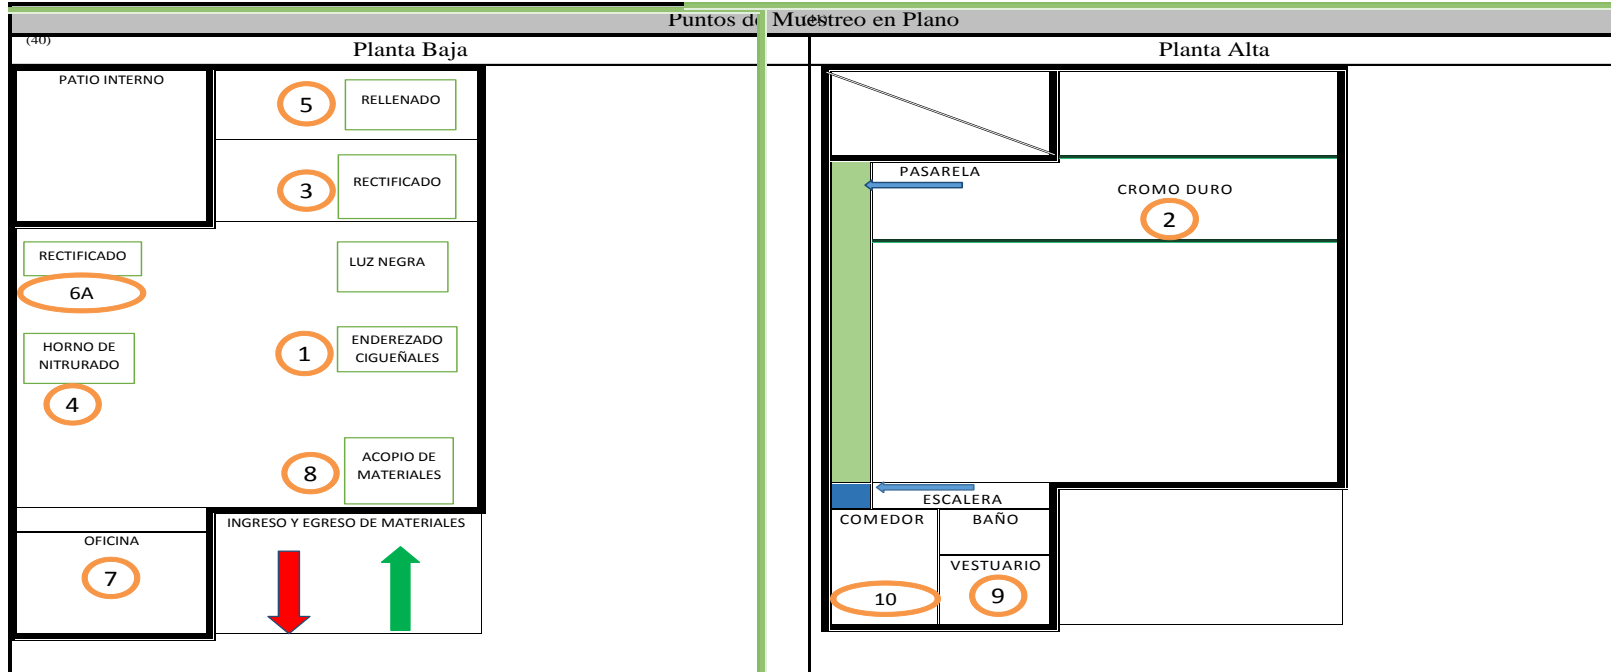 Puntos de Muestreo en Plano
(40)
Planta Baja
Planta Alta
PATIO INTERNO
5
RELLENADO
3
RECTIFICADO
RECTIFICADO
6A
LUZ NEGRA
HORNO DE
NITRURADO
4
1
ENDEREZADO
CIGUEÑALES
8
ACOPIO DE
MATERIALES
INGRESO Y EGRESO DE MATERIALES
OFICINA
7
PASARELA
CROMO DURO
2
ESCALERA
COMEDOR
BAÑO
VESTUARIO
10
9